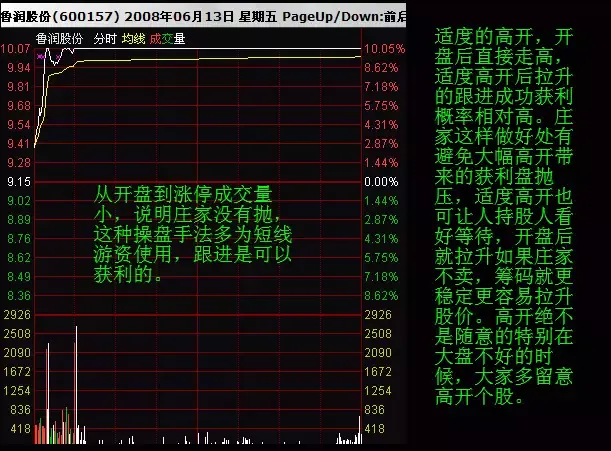 鲁润股份(600157) 2008年06月13日 星期五 PageUp/Down:前后
鲁润股份 分时 均线 成交量
10.07 10.05%
9.94 8.62%
9.81 7.18%
9.68 5.75%
9.54 4.31%
9.41 2.87%
9.28 1.44%
9.15 0.00%
9.02 1.44%
8.89 2.87%
8.76 4.31%
8.62 5.75%
8.49 7.18%
8.36 8.62%
2926 2926
2508 2508
2090 2090
1672 1672
1254 1254
836 836
418 418
从开盘到涨停成交量
小，说明庄家没有抛，
这种操盘手法多为短线
游资使用，跟进是可以
获利的。
适度的高开，开
盘后直接走高，
适度高开后拉升
的跟进成功获利
概率相对高。庄
家这样做好处有
避免大幅高开带
来的获利盘抛
压，适度高开也
可让人持股人看
好等待，开盘后
就拉升如果庄家
不卖，筹码就更
稳定更容易拉升
股价。高开绝不
是随意的特别在
大盘不好的时
候，大家多留意
高开个股。